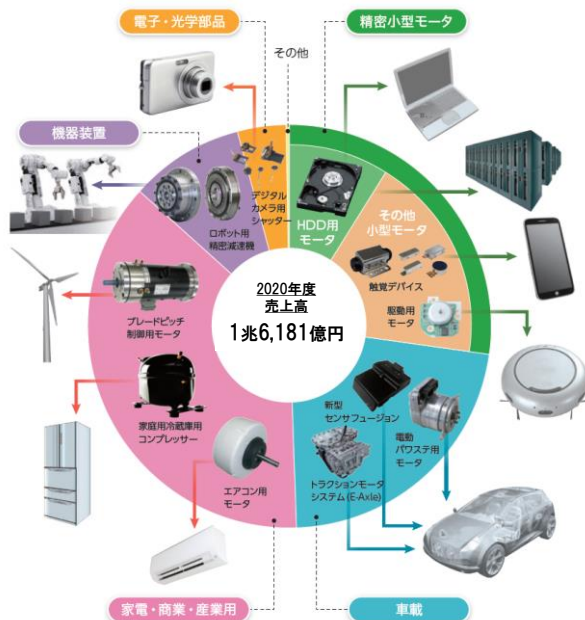 電子・光学部品
精密小型モータ
その他
機器装置
デジタル
カメラ用
シャッター
HDD用
モータ
ロボット用
精密減速機
その他
小型モータ
触覚デバイス
駆動用
モータ
2020年度
売上高
1兆6,181億円
ブレードピッチ
制御用モータ
家庭用冷蔵庫用
コンプレッサー
エアコン用
モータ
新型
センサフュージョン
電動
パワステ用
モータ
トラクションモータ
システム(E-Axle)
家電・商業・産業用
車載